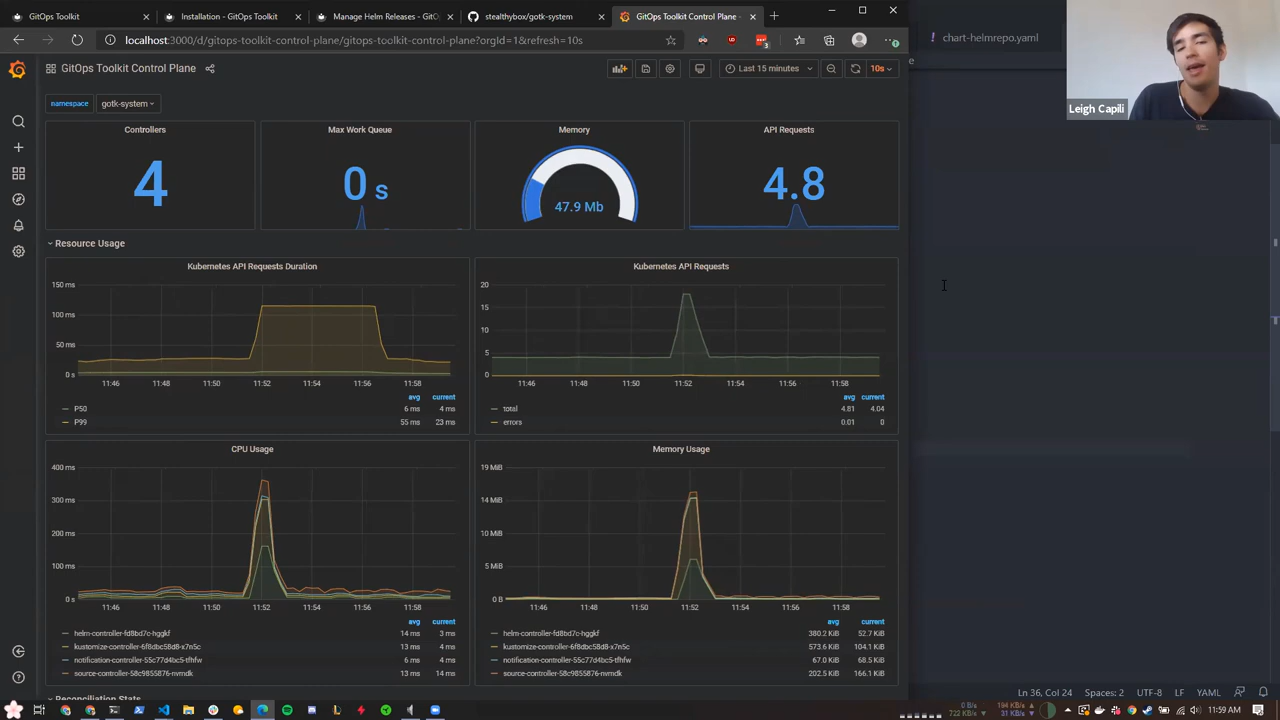 GitOps Toolkit
Installation - GitOps Toolkit
Manage Helm Releases - GitOps
stealthybox/gotk-system
GitOps Toolkit Control Plane -
chart-helmrepo.yaml
localhost:3000/d/gitops-toolkit-control-plane/gitops-toolkit-control-plane?orgId=1&refresh=10s
GitOps Toolkit Control Plane
Last 15 minutes
10s
Leigh Capili
namespace
gotk-system
Controllers
4
Max Work Queue
0 s
Memory
47.9 Mb
API Requests
4.8
Resource Usage
Kubernetes API Requests Duration
150 ms
100 ms
50 ms
0 s
11:46 11:48 11:50 11:52 11:54 11:56 11:58
avg current
P50 6 ms 4 ms
P99 55 ms 23 ms
Kubernetes API Requests
20
15
10
5
0
11:46 11:48 11:50 11:52 11:54 11:56 11:58
avg current
total 4.81 4.04
errors 0.01 0
CPU Usage
400 ms
300 ms
200 ms
100 ms
0 s
11:46 11:48 11:50 11:52 11:54 11:56 11:58
avg current
helm-controller-fd8bd7c-hggkf 14 ms 3 ms
kustomize-controller-6f8dbc58d8-x7n5c 13 ms 4 ms
notification-controller-55c77d4bc5-tfhfw 6 ms 4 ms
source-controller-58c9855876-nvmdk 13 ms 14 ms
Memory Usage
19 MiB
14 MiB
10 MiB
5 MiB
0 B
11:46 11:48 11:50 11:52 11:54 11:56 11:58
avg current
helm-controller-fd8bd7c-hggkf 380.2 KiB 52.7 KiB
kustomize-controller-6f8dbc58d8-x7n5c 573.6 KiB 104.1 KiB
notification-controller-55c77d4bc5-tfhfw 67.0 KiB 68.5 KiB
source-controller-58c9855876-nvmdk 202.5 KiB 166.1 KiB
Reconciliation Stats
Ln 36, Col 24 Spaces: 2 UTF-8 LF YAML
0 B/s 194 KB/s
722 KB/s 31 KB/s
11:59 AM